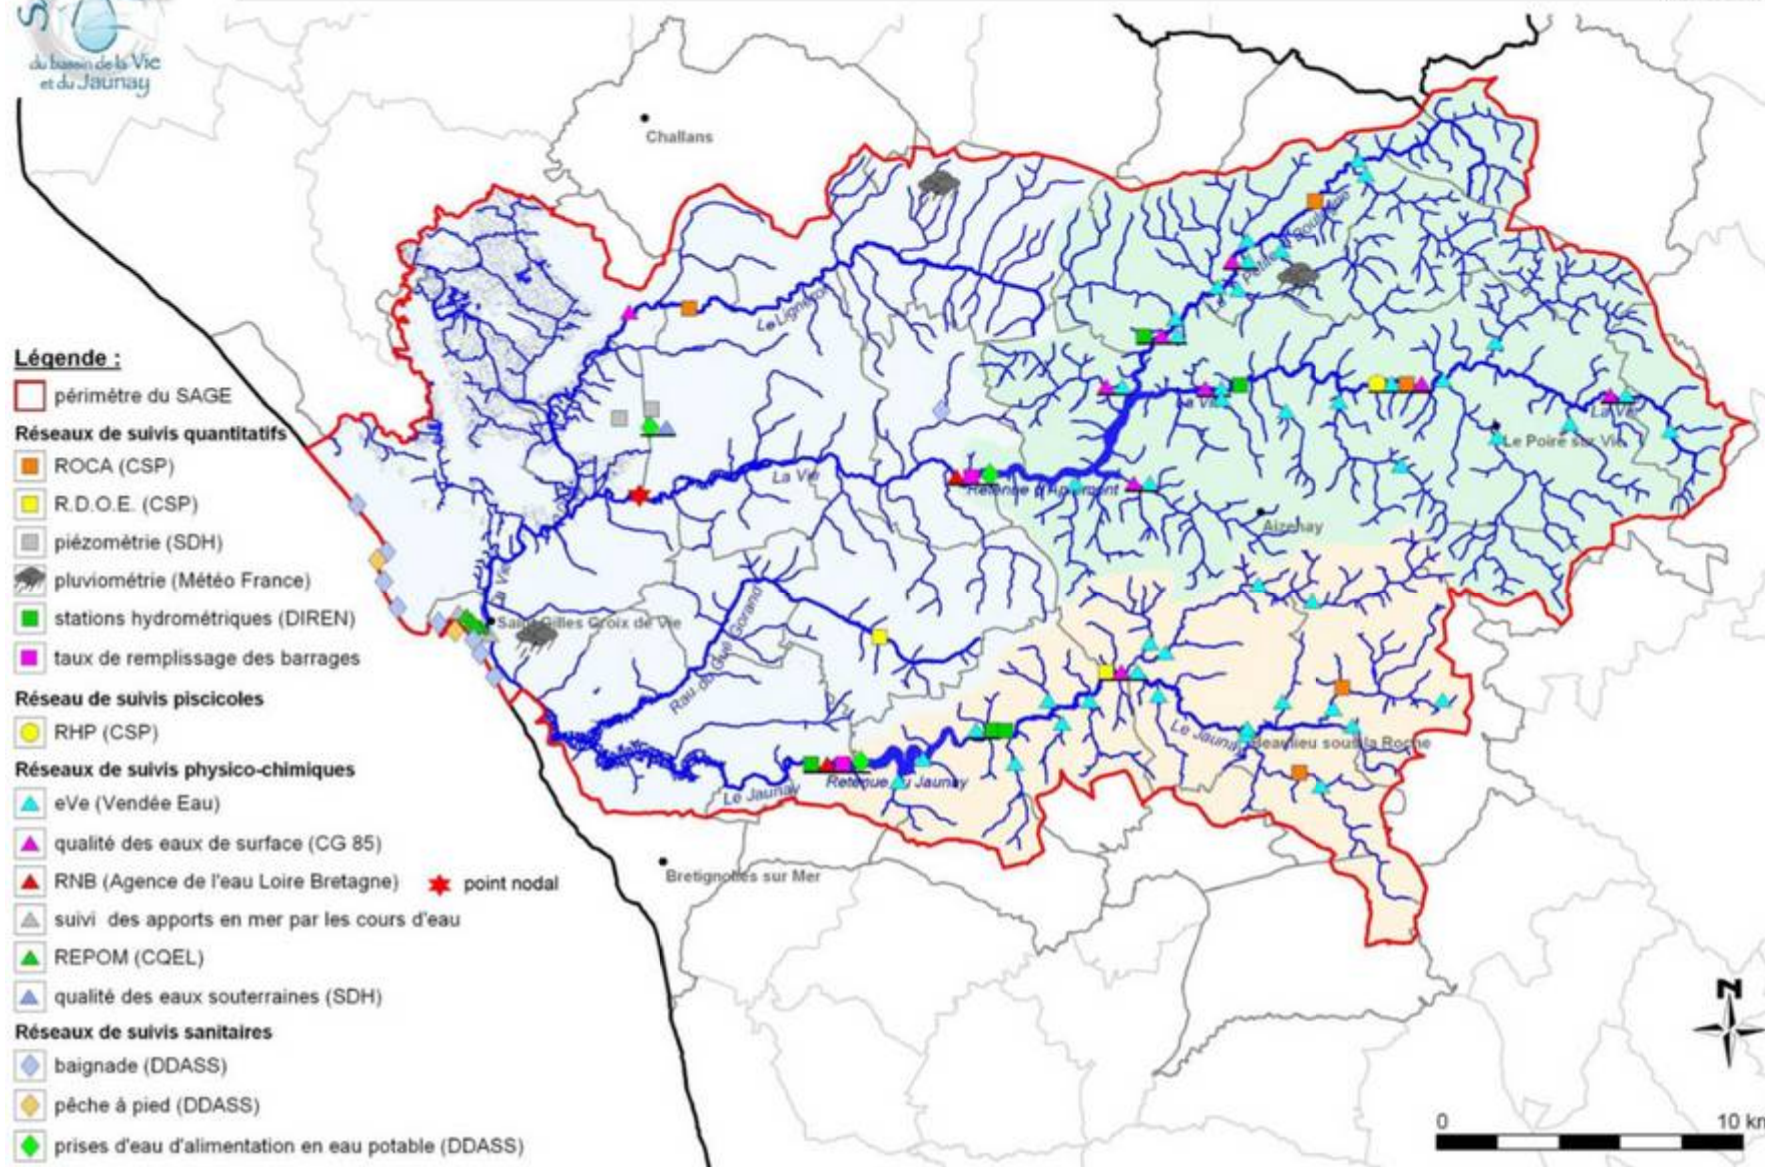 du bassin de la Vie
et du Jaunay
Challans
Le Ligneron
La Vie
Le Poiré sur Vie
La Vie
Retenue d'Apremont
Aizenay
La Vie
Saint Gilles Croix de Vie
Rau du Gué Gorand
Le Jaunay
Beaulieu sous la Roche
Retenue du Jaunay
Le Jaunay
Bretignolles sur Mer
Légende :
périmètre du SAGE
Réseaux de suivis quantitatifs
ROCA (CSP)
R.D.O.E. (CSP)
piézométrie (SDH)
pluviométrie (Météo France)
stations hydrométriques (DIREN)
taux de remplissage des barrages
Réseau de suivis piscicoles
RHP (CSP)
Réseaux de suivis physico-chimiques
eVe (Vendée Eau)
qualité des eaux de surface (CG 85)
RNB (Agence de l'eau Loire Bretagne)
point nodal
suivi des apports en mer par les cours d'eau
REPOM (CQEL)
qualité des eaux souterraines (SDH)
Réseaux de suivis sanitaires
baignade (DDASS)
pêche à pied (DDASS)
prises d'eau d'alimentation en eau potable (DDASS)
N
0 10 km